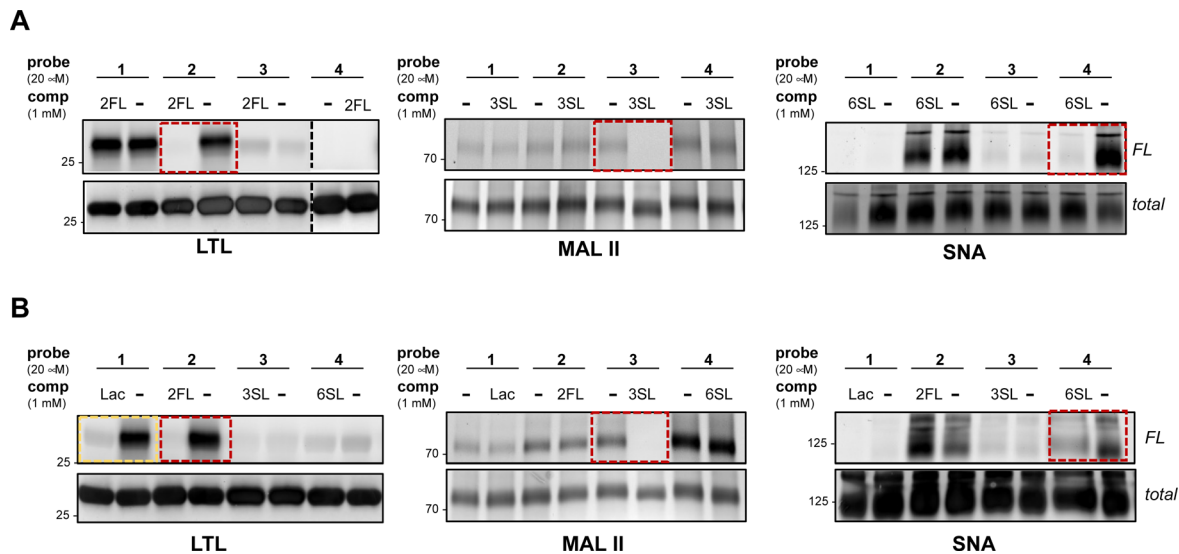 A
probe 1 2 3 4
(20 ∝M)
comp 2FL - 2FL - 2FL - - 2FL
(1 mM)
25
25
LTL
probe 1 2 3 4
(20 ∝M)
comp - 3SL - 3SL - 3SL - 3SL
(1 mM)
70
70
MAL II
probe 1 2 3 4
(20 ∝M)
comp 6SL - 6SL - 6SL - 6SL -
(1 mM)
FL
125
total
125
SNA
B
probe 1 2 3 4
(20 ∝M)
comp Lac - 2FL - 3SL - 6SL -
(1 mM)
25
25
LTL
probe 1 2 3 4
(20 ∝M)
comp - Lac - 2FL - 3SL - 6SL
(1 mM)
70
70
MAL II
probe 1 2 3 4
(20 ∝M)
comp Lac - 2FL - 3SL - 6SL -
(1 mM)
125
FL
total
125
SNA